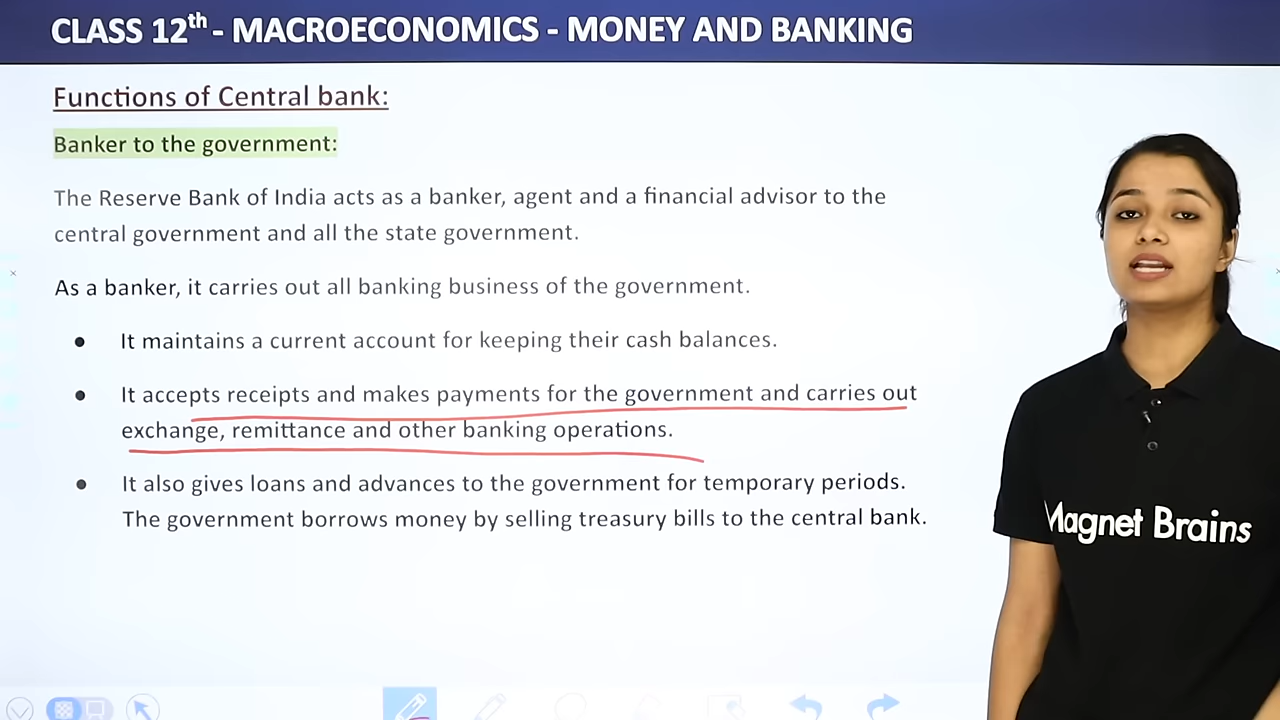 CLASS 12th - MACROECONOMICS - MONEY AND BANKING
Functions of Central bank:
Banker to the government:
The Reserve Bank of India acts as a banker, agent and a financial advisor to the
central government and all the state government.
As a banker, it carries out all banking business of the government.
● It maintains a current account for keeping their cash balances.
● It accepts receipts and makes payments for the government and carries out
exchange, remittance and other banking operations.
● It also gives loans and advances to the government for temporary periods.
The government borrows money by selling treasury bills to the central bank.
Magnet Brains